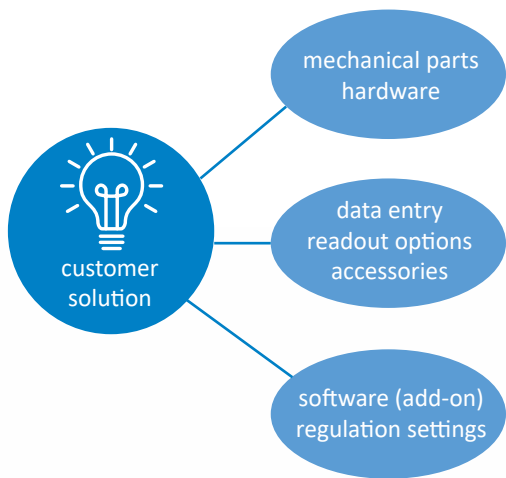 mechanical parts
hardware
customer
solution
data entry
readout options
accessories
software (add-on)
regulation settings